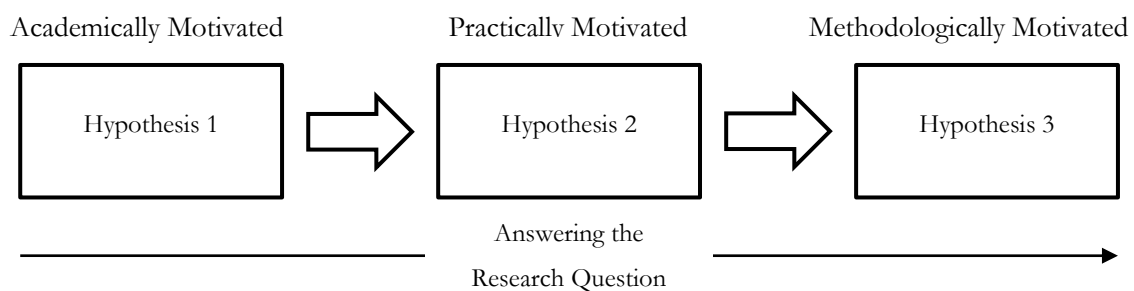 Academically Motivated
Practically Motivated
Methodologically Motivated
Hypothesis 1
Hypothesis 2
Hypothesis 3
Answering the
Research Question